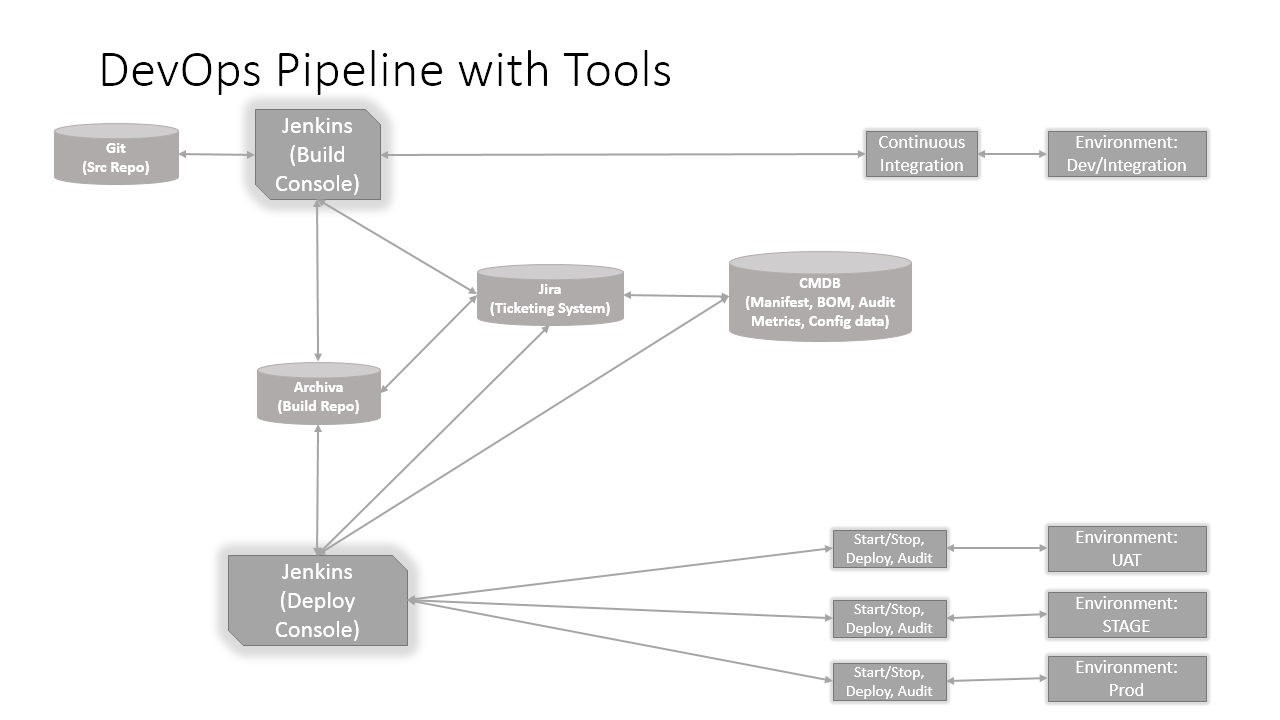 DevOps Pipeline with Tools
Git
(Src Repo)
Jenkins
(Build
Console)
Continuous
Integration
Environment:
Dev/Integration
Jira
(Ticketing System)
CMDB
(Manifest, BOM, Audit
Metrics, Config data)
Archiva
(Build Repo)
Jenkins
(Deploy
Console)
Start/Stop,
Deploy, Audit
Environment:
UAT
Start/Stop,
Deploy, Audit
Environment:
STAGE
Start/Stop,
Deploy, Audit
Environment:
Prod